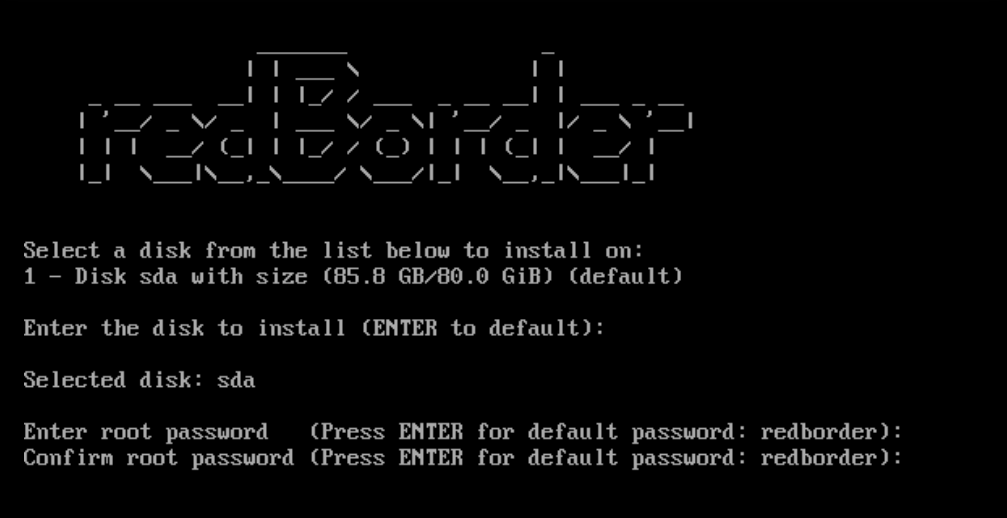 redBorder
Select a disk from the list below to install on:
1 - Disk sda with size (85.8 GB/80.0 GiB) (default)
Enter the disk to install (ENTER to default):
Selected disk: sda
Enter root password   (Press ENTER for default password: redborder):
Confirm root password (Press ENTER for default password: redborder):